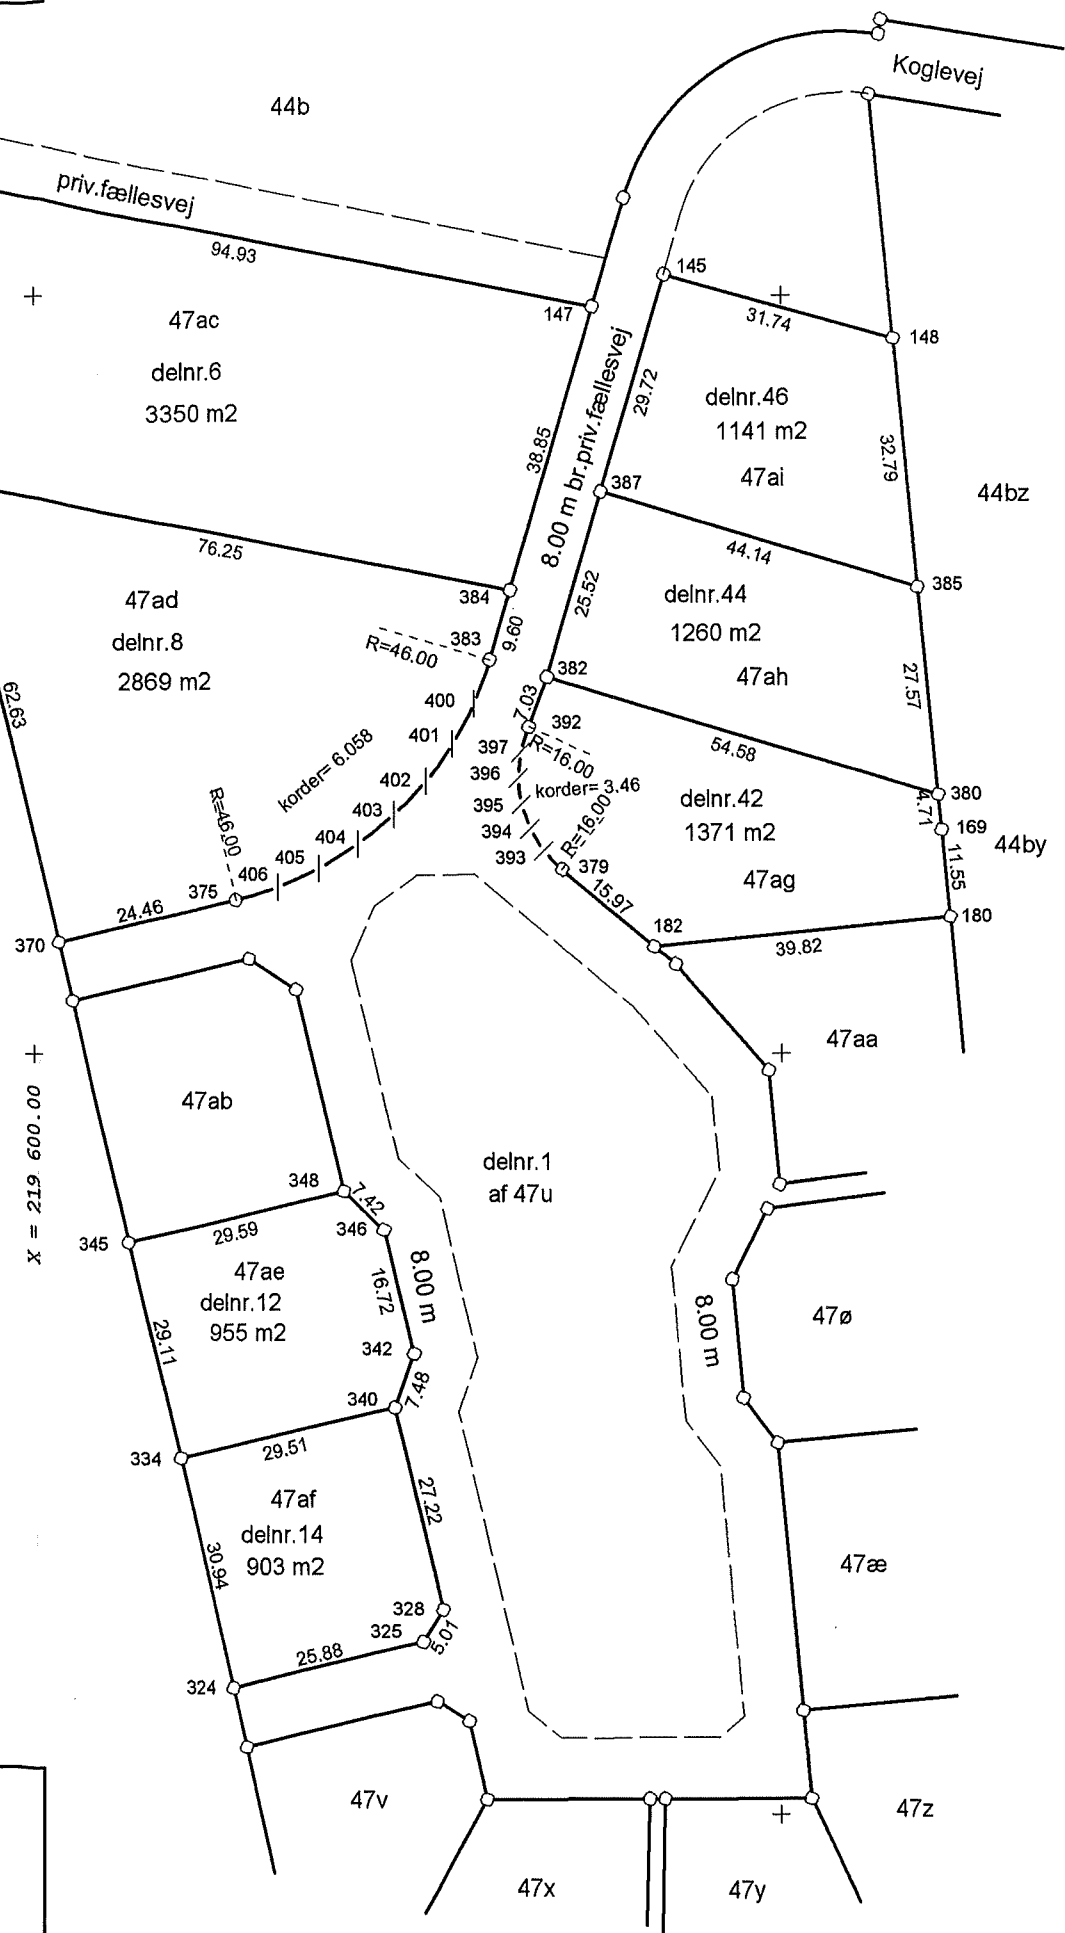 Koglevej
44b
priv.fællesvej
94.93
145
147
31.74
148
47ac
delnr.6
3350 m2
8.00 m br.priv.fællesvej
29.72
38.85
delnr.46
1141 m2
47ai
32.79
44bz
387
44.14
76.25
384
385
25.52
47ad
delnr.8
2869 m2
delnr.44
1260 m2
47ah
27.57
383
9.60
R=46.00
382
62.63
400
7.03
392
54.58
401
397
R=16.00
korder= 6.058
402
396
korder= 3.46
380
4.71
R=46.00
403
395
delnr.42
1371 m2
169
44by
404
394
R=16.00
405
393
379
11.55
406
375
47ag
24.46
15.97
182
180
370
39.82
47aa
X = 219 600.00
47ab
delnr.1
af 47u
348
7.42
346
345
29.59
47ae
delnr.12
955 m2
16.72
8.00 m
8.00 m
47ø
29.11
342
340
7.48
334
29.51
47af
delnr.14
903 m2
27.22
30.94
47æ
328
325
5.01
25.88
324
47v
47z
47x
47y